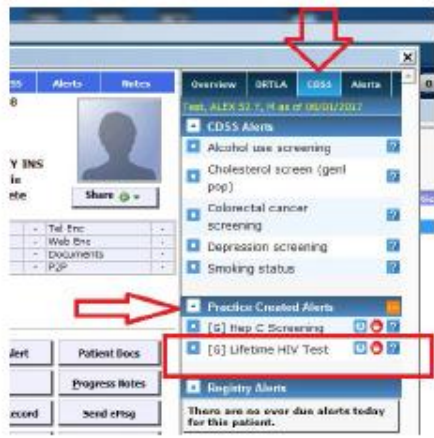 Alerts Notes
Overview DRTLA CDSS Alerts
Test, ALEX 52 Y, M as of 06/01/2017
CDSS Alerts
Alcohol use screening
Cholesterol screen (genl
pop)
Colorectal cancer
screening
Depression screening
Smoking status
Y INS
Share
- Tel Enc -
- Web Enc -
- Documents -
- P2P -
Practice Created Alerts
[G] Hep C Screening
[G] Lifetime HIV Test
Registry Alerts
There are no over due alerts today
for this patient.
Alert Patient Docs
Progress Notes
Record Send eMsg